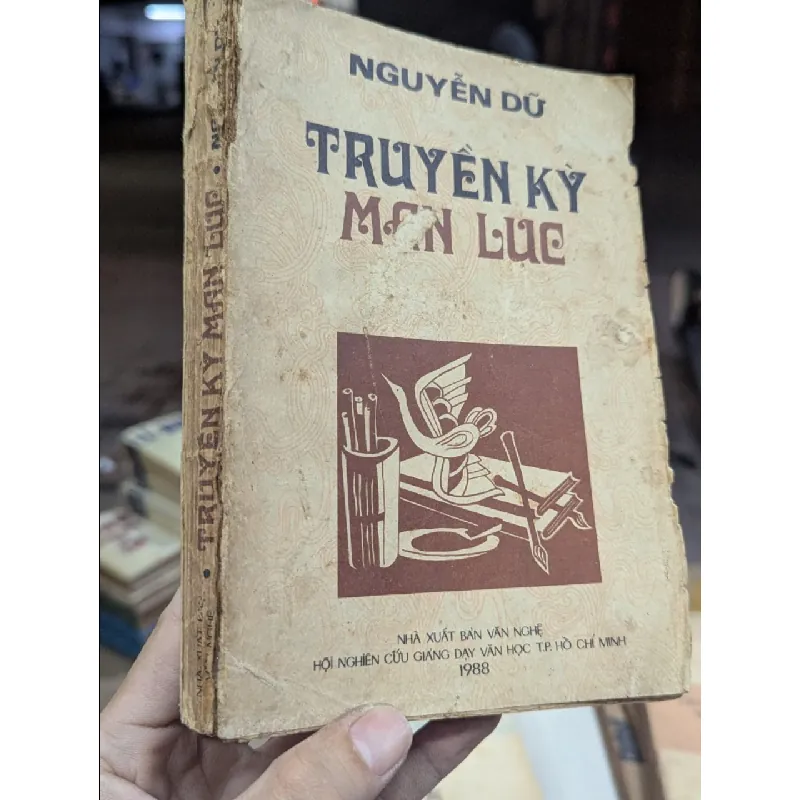 NGUYỄN DỮ
TRUYỀN KỲ
MẠN LỤC
NHÀ XUẤT BẢN VĂN NGHỆ
HỘI NGHIÊN CỨU GIẢNG DẠY VĂN HỌC T.P. HỒ CHÍ MINH
1988
• TRUYỀN KỲ MẠN LỤC •